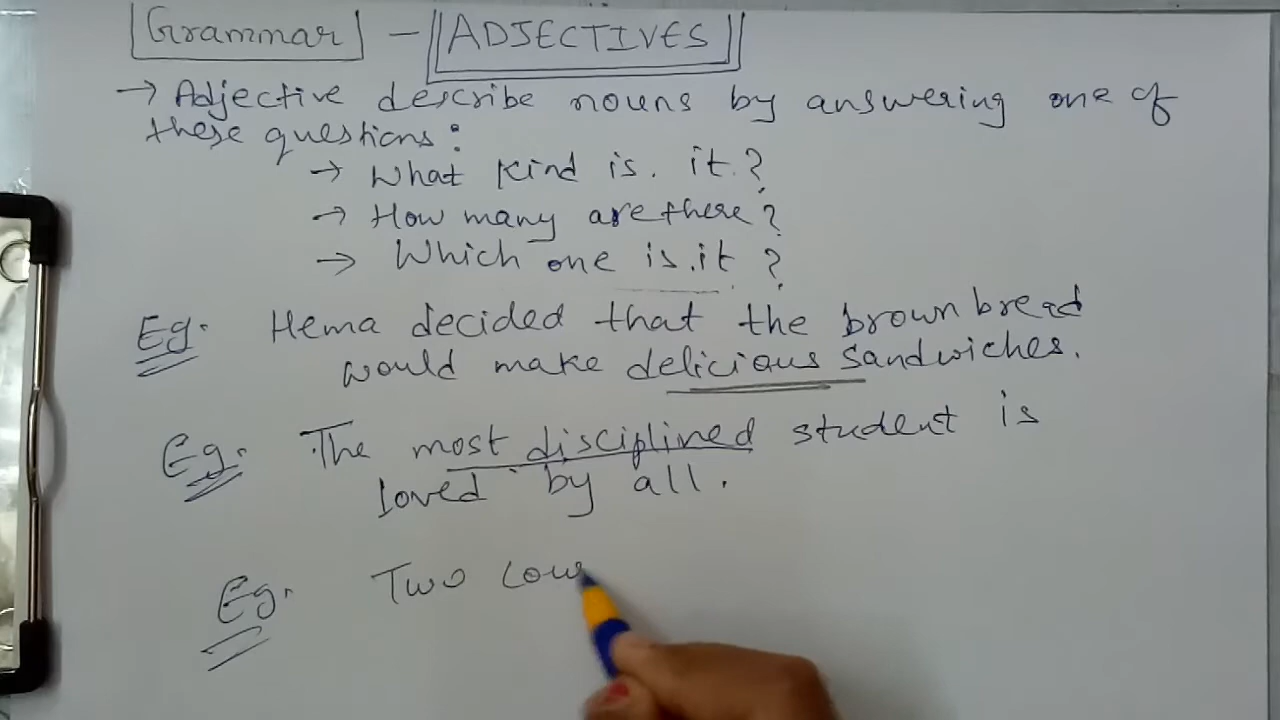 Grammar - ADJECTIVES
→ Adjective describe nouns by answering one of
these questions:
→ What kind is. it.?
→ How many are there?
→ Which one is.it ?
Eg. Hema decided that the brown bread
would make delicious sandwiches.
Eg. The most disciplined student is
loved by all.
Eg. Two cow